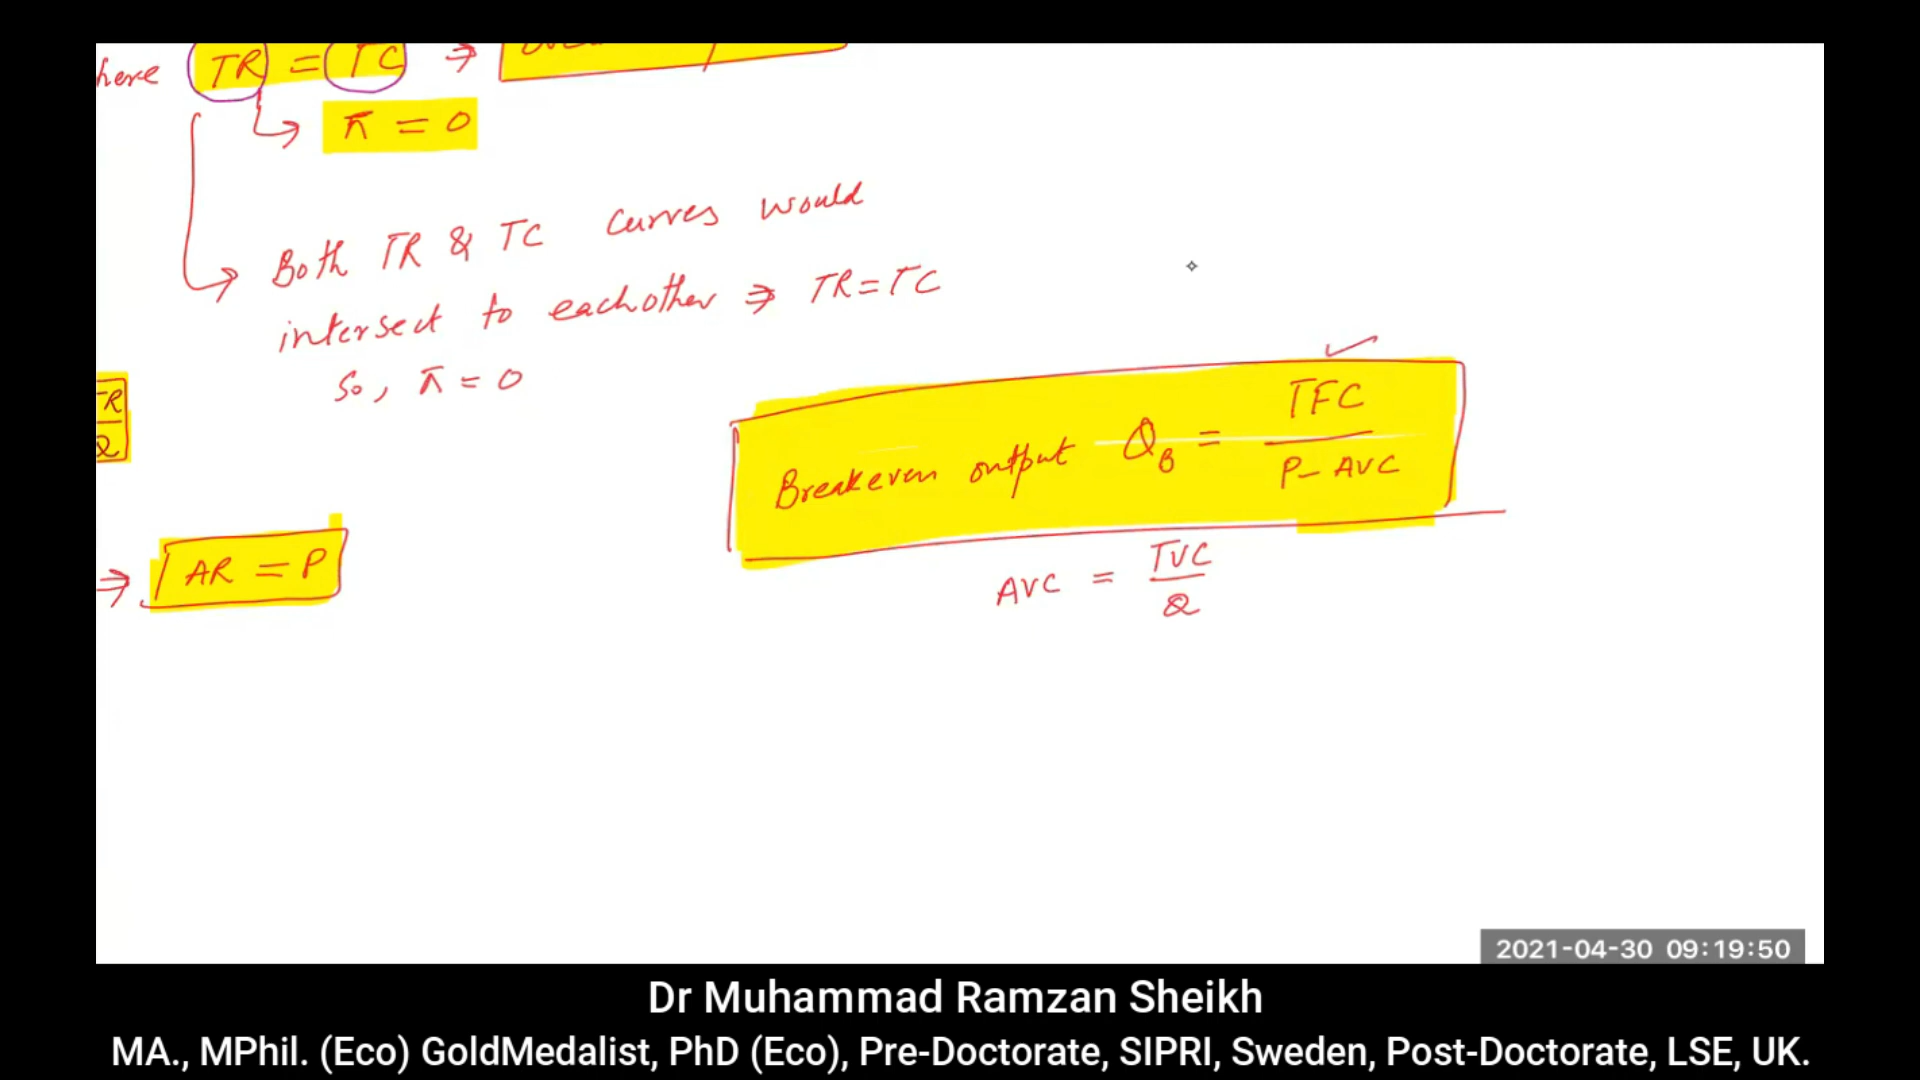 here TR = TC ⇒
→ π = 0
Both TR & TC curves would
intersect to eachother ⇒ TR = TC
So, π = 0
TR
Q
Breakeven output Q_B = TFC / P - AVC
⇒ AR = P
AVC = TVC / Q
2021-04-30 09:19:50
Dr Muhammad Ramzan Sheikh
MA., MPhil. (Eco) GoldMedalist, PhD (Eco), Pre-Doctorate, SIPRI, Sweden, Post-Doctorate, LSE, UK.